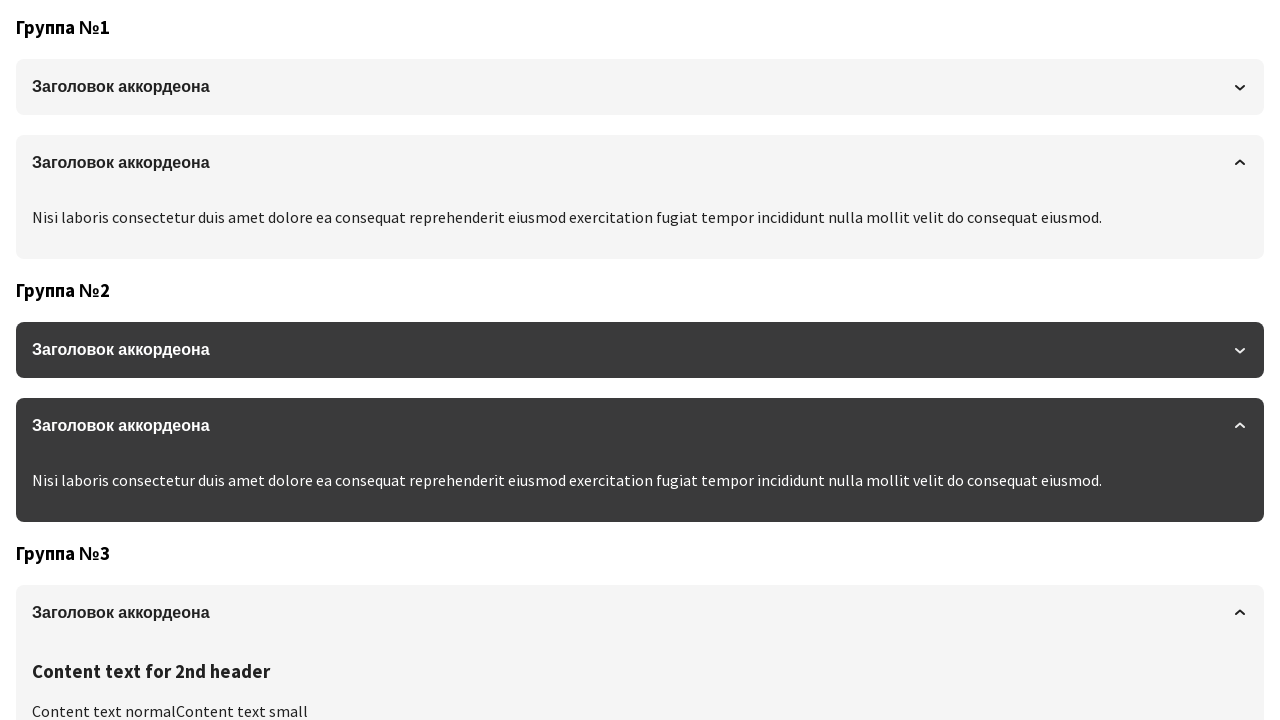 Группа №1
Заголовок аккордеона
Заголовок аккордеона
Nisi laboris consectetur duis amet dolore ea consequat reprehenderit eiusmod exercitation fugiat tempor incididunt nulla mollit velit do consequat eiusmod.
Группа №2
Заголовок аккордеона
Заголовок аккордеона
Nisi laboris consectetur duis amet dolore ea consequat reprehenderit eiusmod exercitation fugiat tempor incididunt nulla mollit velit do consequat eiusmod.
Группа №3
Заголовок аккордеона
Content text for 2nd header
Content text normalContent text small